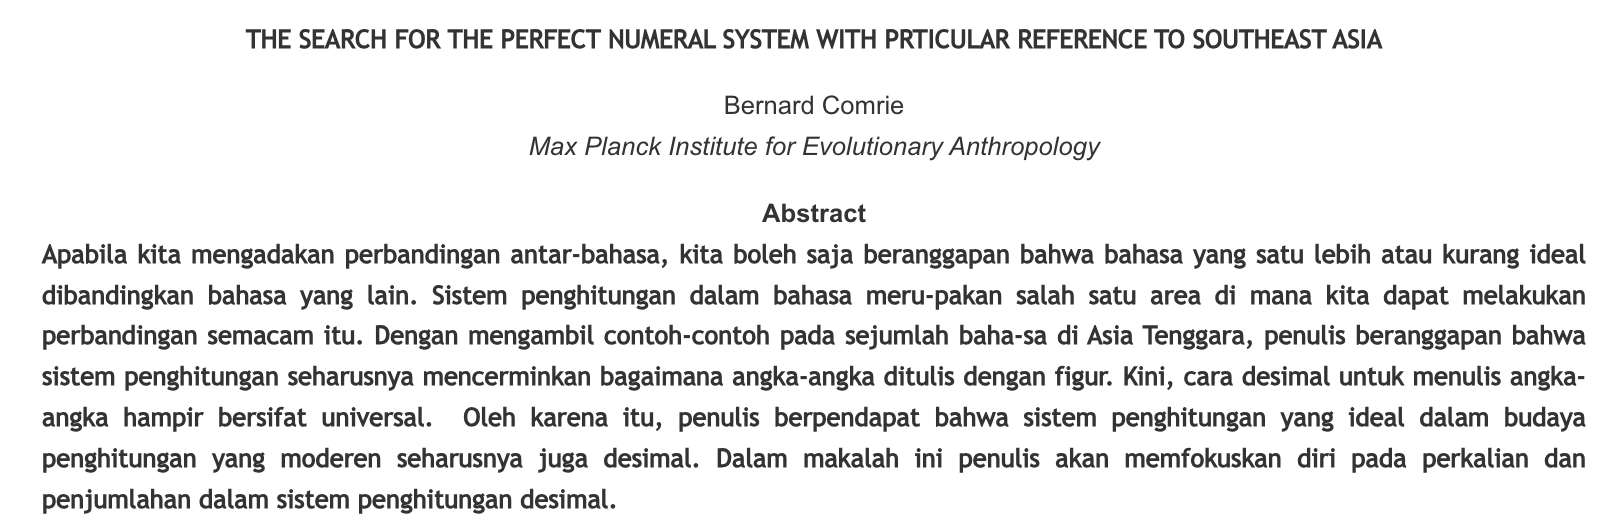 THE SEARCH FOR THE PERFECT NUMERAL SYSTEM WITH PRTICULAR REFERENCE TO SOUTHEAST ASIA
Bernard Comrie
Max Planck Institute for Evolutionary Anthropology
Abstract
Apabila kita mengadakan perbandingan antar-bahasa, kita boleh saja beranggapan bahwa bahasa yang satu lebih atau kurang ideal
dibandingkan bahasa yang lain. Sistem penghitungan dalam bahasa meru-pakan salah satu area di mana kita dapat melakukan
perbandingan semacam itu. Dengan mengambil contoh-contoh pada sejumlah baha-sa di Asia Tenggara, penulis beranggapan bahwa
sistem penghitungan seharusnya mencerminkan bagaimana angka-angka ditulis dengan figur. Kini, cara desimal untuk menulis angka-
angka hampir bersifat universal.  Oleh karena itu, penulis berpendapat bahwa sistem penghitungan yang ideal dalam budaya
penghitungan yang moderen seharusnya juga desimal. Dalam makalah ini penulis akan memfokuskan diri pada perkalian dan
penjumlahan dalam sistem penghitungan desimal.